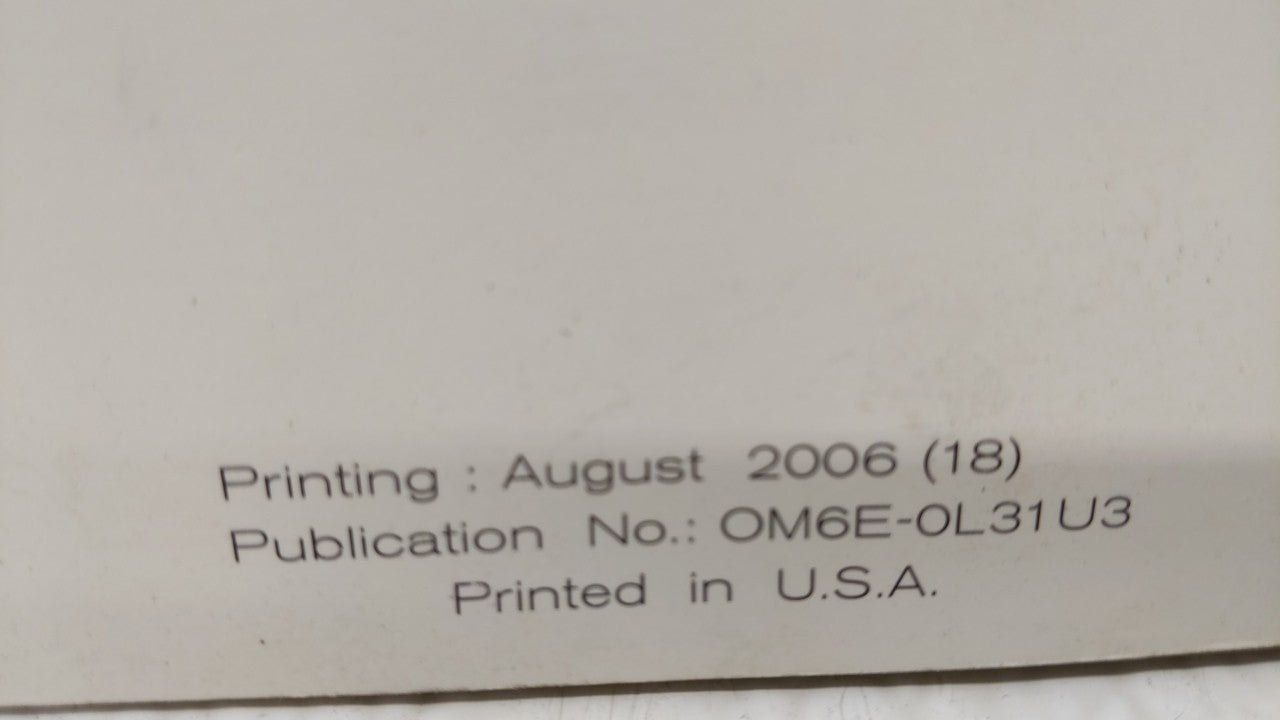 Printing : August 2006 (18)
Publication No.: OM6E-0L31U3
Printed in U.S.A.